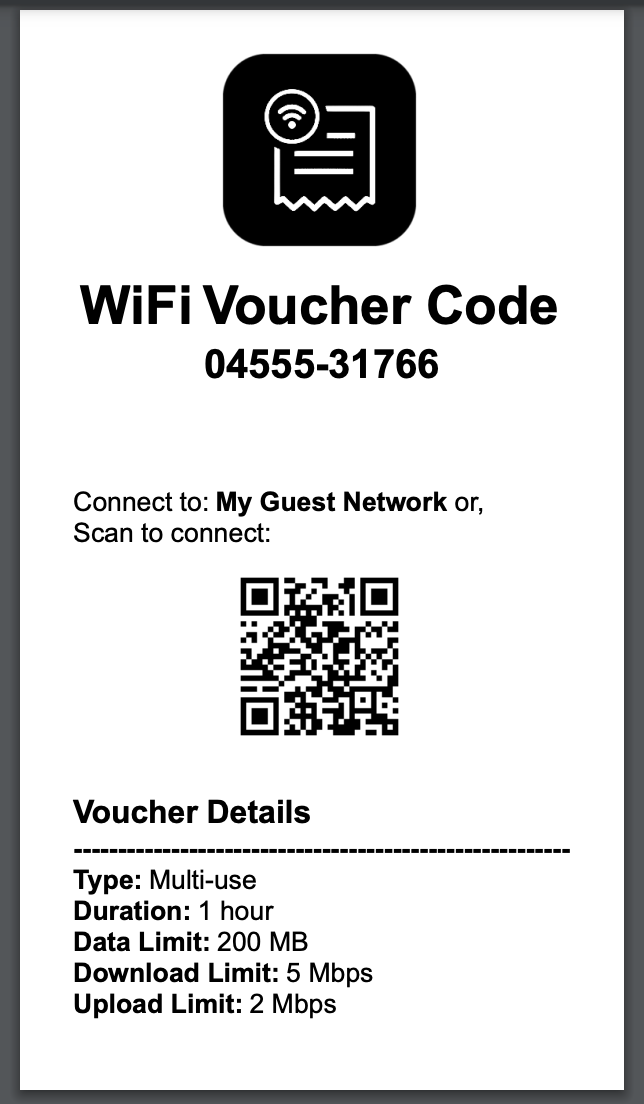 WiFi Voucher Code
04555-31766
Connect to: My Guest Network or,
Scan to connect:
Voucher Details
--------------------------------------------------------
Type: Multi-use
Duration: 1 hour
Data Limit: 200 MB
Download Limit: 5 Mbps
Upload Limit: 2 Mbps